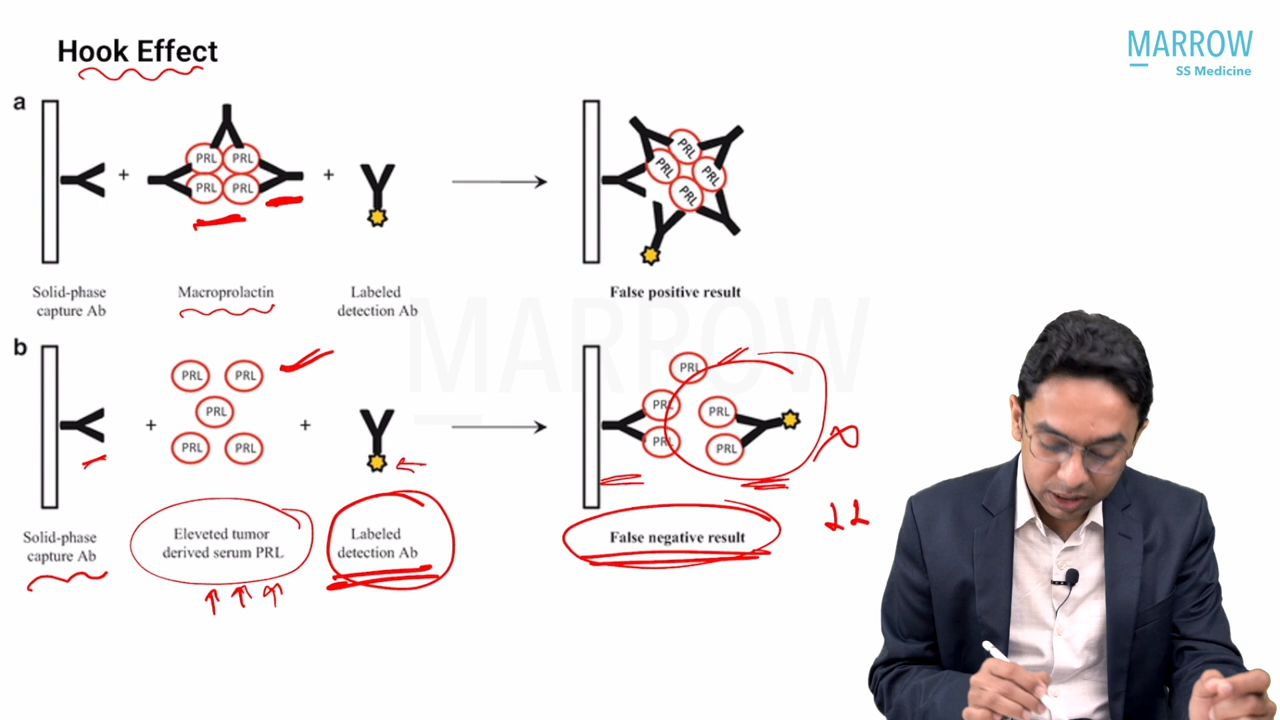 Hook Effect
MARROW
SS Medicine
a
PRL PRL
PRL PRL
+
+
PRL
PRL
PRL
PRL
Solid-phase
capture Ab
Macroprolactin
Labeled
detection Ab
False positive result
MARROW
b
PRL PRL
PRL
PRL PRL
+
+
PRL
PRL
PRL
PRL
PRL
Solid-phase
capture Ab
Eleveted tumor
derived serum PRL
Labeled
detection Ab
False negative result
↑ ↑ ↑
↓↓